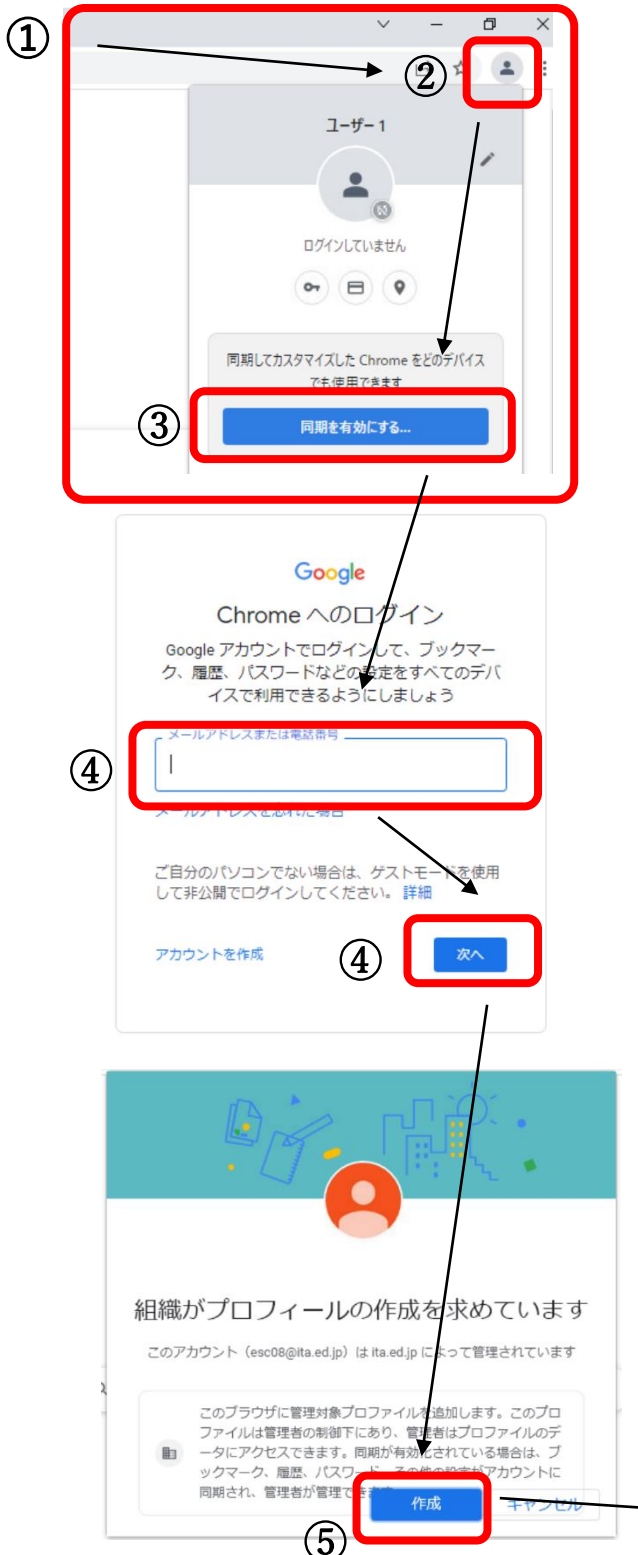 ①
②
ユーザー 1
ログインしていません
同期してカスタマイズした Chrome をどのデバイス
でも使用できます
③
同期を有効にする...
Google
Chrome へのログイン
Google アカウントでログインして、ブックマー
ク、履歴、パスワードなどの設定をすべてのデバ
イスで利用できるようにしましょう
メールアドレスまたは電話番号
④
メールアドレスを忘れた場合
ご自分のパソコンでない場合は、ゲストモードを使用
して非公開でログインしてください。 詳細
アカウントを作成
④
次へ
組織がプロフィールの作成を求めています
このアカウント（esc08@ita.ed.jp）は ita.ed.jp によって管理されています
このブラウザに管理対象プロファイルを追加します。このプロ
ファイルは管理者の制御下にあり、管理者はプロファイルのデ
ータにアクセスできます。同期が有効化されている場合は、ブ
ックマーク、履歴、パスワード、その他の設定がアカウントに
同期され、管理者が管理でき
作成
キャンセル
⑤